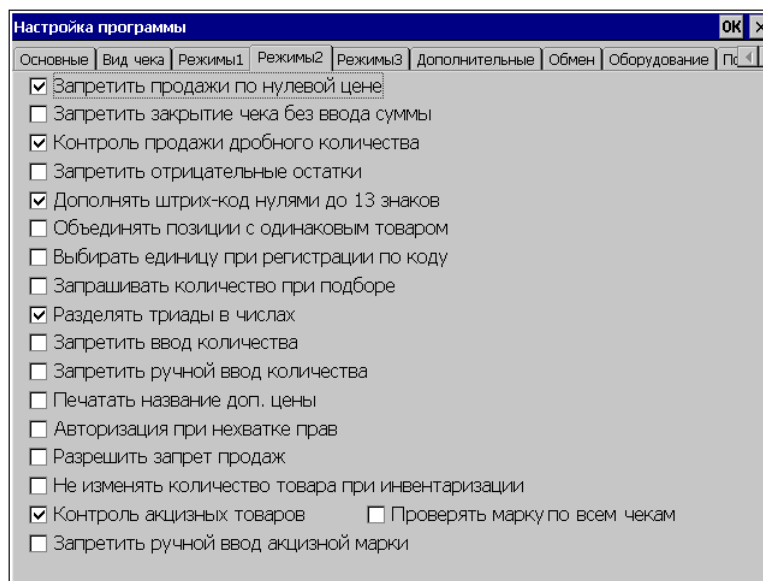 Настройка программы OK ×
Основные Вид чека Режимы1 Режимы2 Режимы3 Дополнительные Обмен Оборудование По
Запретить продажи по нулевой цене
Запретить закрытие чека без ввода суммы
Контроль продажи дробного количества
Запретить отрицательные остатки
Дополнять штрих-код нулями до 13 знаков
Объединять позиции с одинаковым товаром
Выбирать единицу при регистрации по коду
Запрашивать количество при подборе
Разделять триады в числах
Запретить ввод количества
Запретить ручной ввод количества
Печатать название доп. цены
Авторизация при нехватке прав
Разрешить запрет продаж
Не изменять количество товара при инвентаризации
Контроль акцизных товаров Проверять марку по всем чекам
Запретить ручной ввод акцизной марки